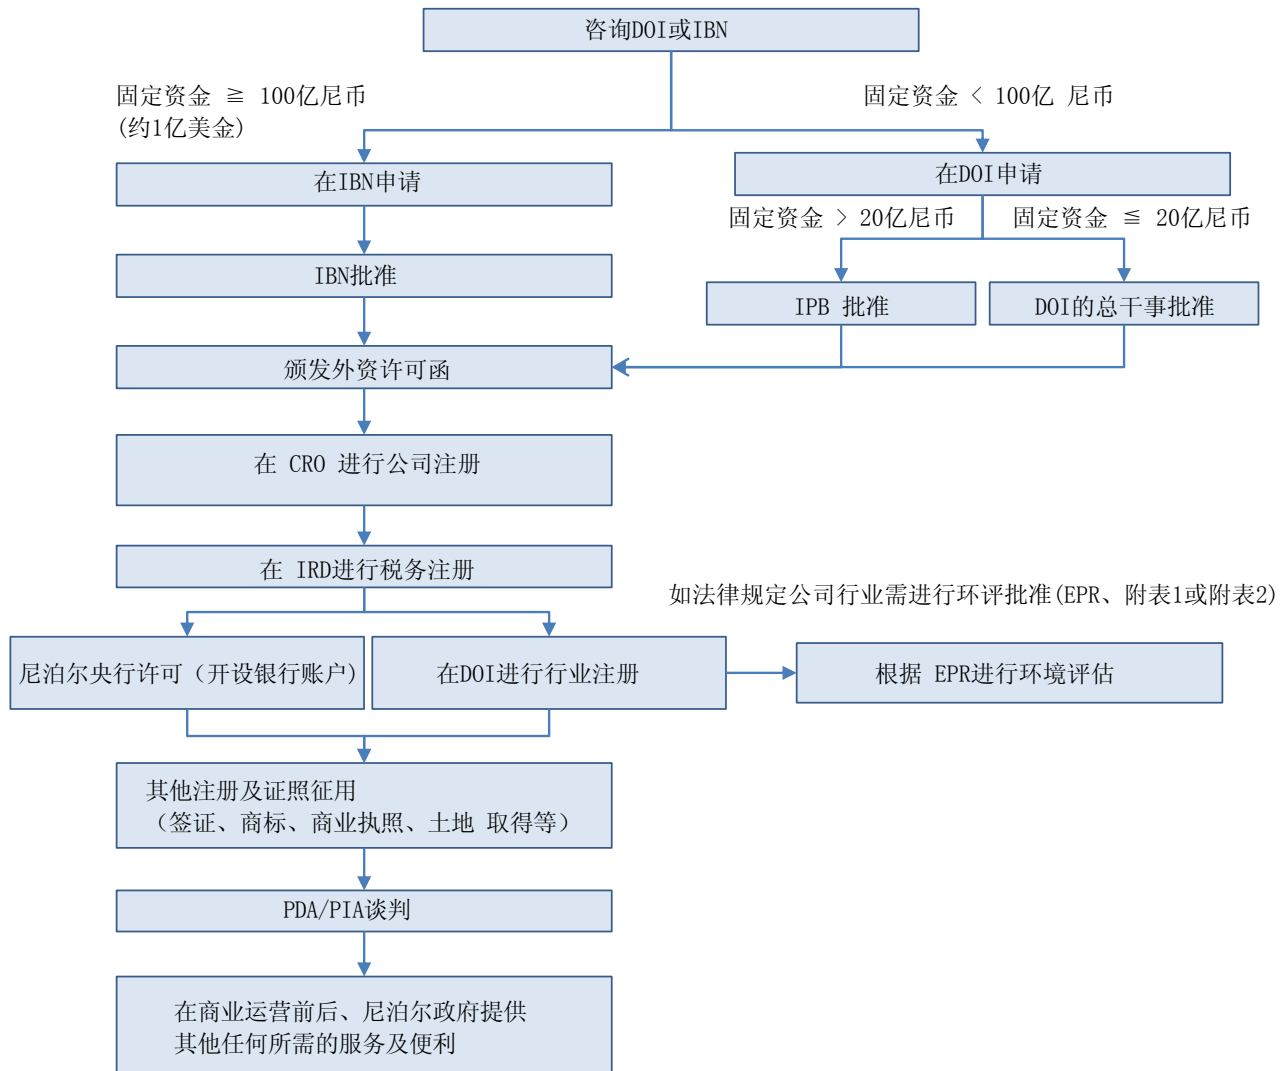 咨询DOI或IBN
固定资金 ≧ 100亿尼币
(约1亿美金)
固定资金 < 100亿 尼币
在IBN申请
在DOI申请
固定资金 > 20亿尼币
固定资金 ≦ 20亿尼币
IBN批准
IPB 批准
DOI的总干事批准
颁发外资许可函
在 CRO 进行公司注册
在 IRD进行税务注册
如法律规定公司行业需进行环评批准(EPR、附表1或附表2)
尼泊尔央行许可（开设银行账户)
在DOI进行行业注册
根据 EPR进行环境评估
其他注册及证照征用
（签证、商标、商业执照、土地 取得等）
PDA/PIA谈判
在商业运营前后、尼泊尔政府提供
其他任何所需的服务及便利